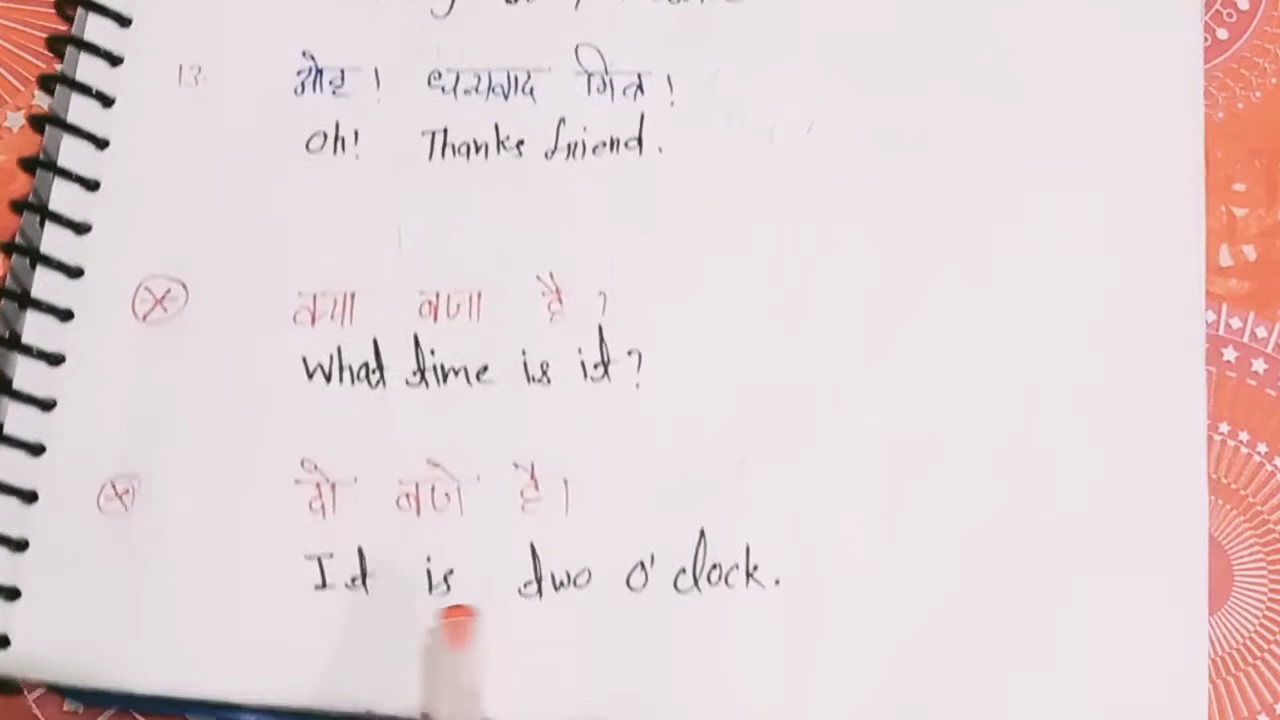 13. ओह! धन्यवाद मित्र!
Oh! Thanks friend.
क्या बजा है?
What time is it?
दो बजे है।
It is two o'clock.